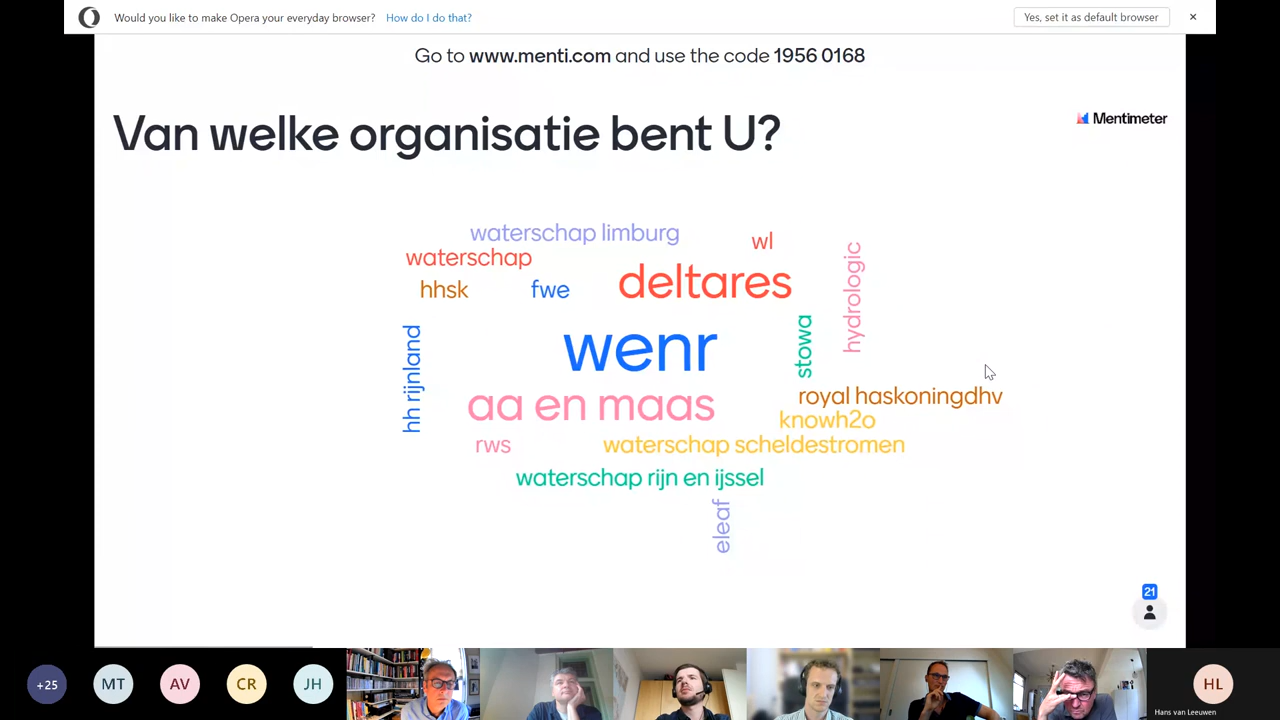 Would you like to make Opera your everyday browser? How do I do that? Yes, set it as default browser
Go to www.menti.com and use the code 1956 0168
Van welke organisatie bent U?
Mentimeter
waterschap limburg
wl
waterschap
hhsk
fwe
deltares
hydrologic
hh rijnland
wenr
stowa
aa en maas
royal haskoningdhv
knowh2o
rws
waterschap scheldestromen
waterschap rijn en ijssel
eleaf
21
+25
MT
AV
CR
JH
HL
Hans van Leeuwen